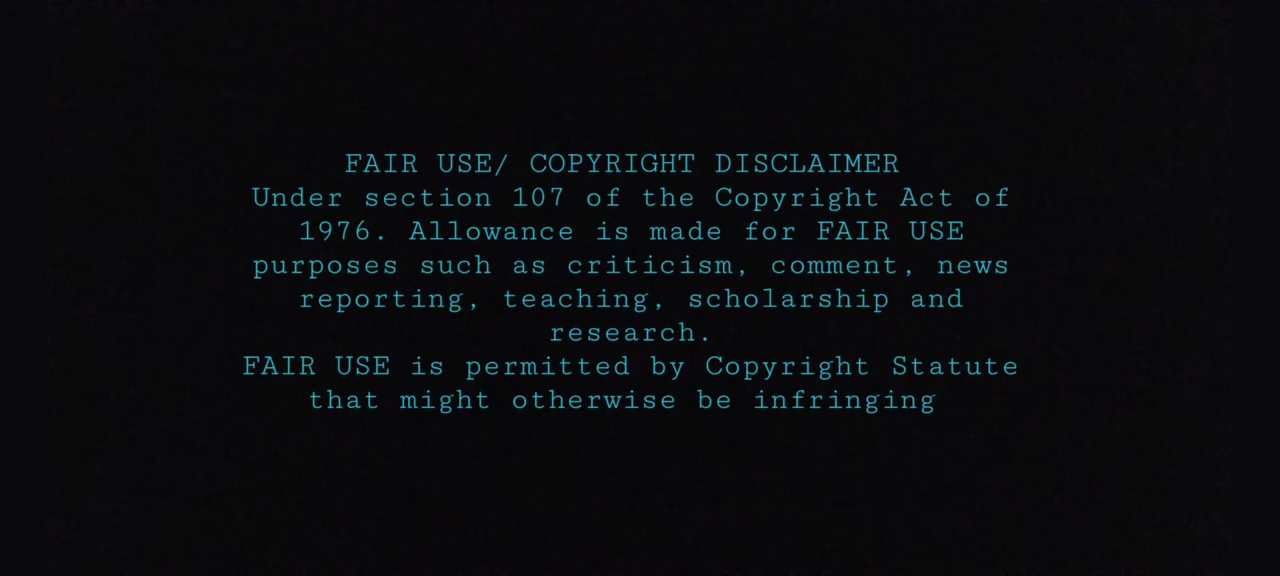 FAIR USE/ COPYRIGHT DISCLAIMER
Under section 107 of the Copyright Act of
1976. Allowance is made for FAIR USE
purposes such as criticism, comment, news
reporting, teaching, scholarship and
research.
FAIR USE is permitted by Copyright Statute
that might otherwise be infringing